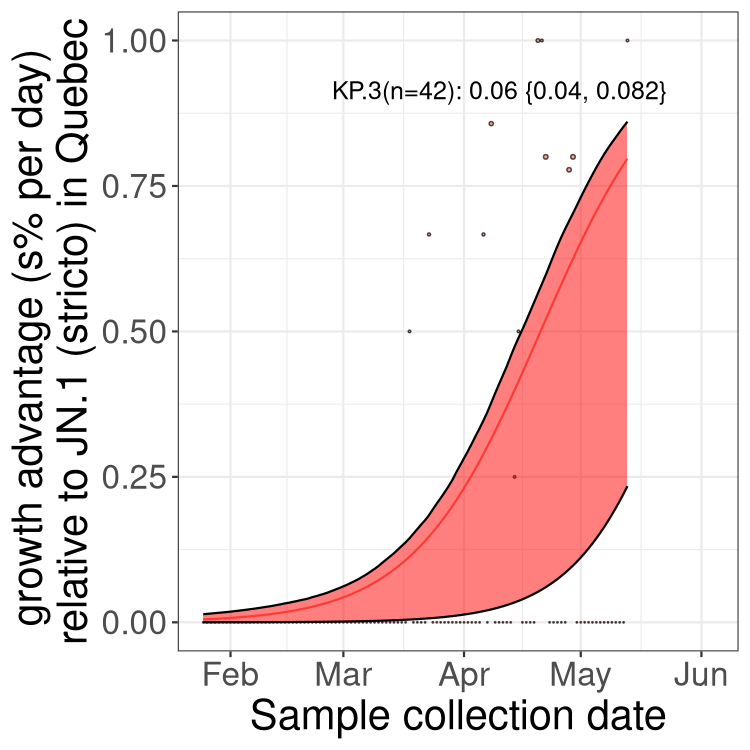 growth advantage (s% per day)
relative to JN.1 (stricto) in Quebec
1.00
0.75
0.50
0.25
0.00
KP.3(n=42): 0.06 {0.04, 0.082}
Feb Mar Apr May Jun
Sample collection date